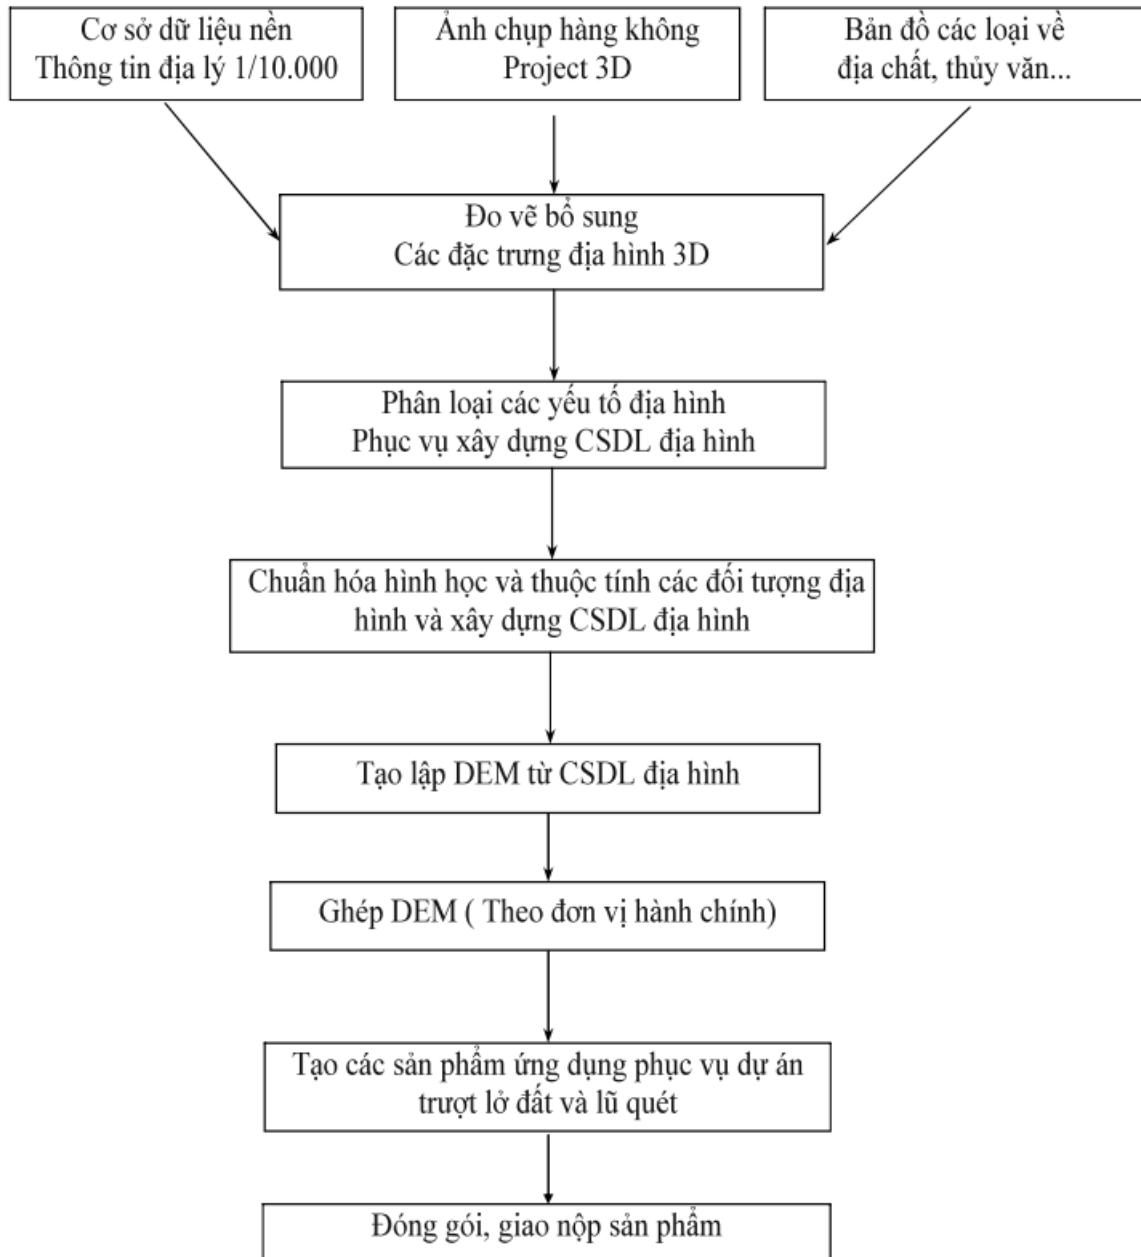 Cơ sở dữ liệu nền
Thông tin địa lý 1/10.000
Ảnh chụp hàng không
Project 3D
Bản đồ các loại về
địa chất, thủy văn...
Đo vẽ bổ sung
Các đặc trưng địa hình 3D
Phân loại các yếu tố địa hình
Phục vụ xây dựng CSDL địa hình
Chuẩn hóa hình học và thuộc tính các đối tượng địa
hình và xây dựng CSDL địa hình
Tạo lập DEM từ CSDL địa hình
Ghép DEM ( Theo đơn vị hành chính)
Tạo các sản phẩm ứng dụng phục vụ dự án
trượt lở đất và lũ quét
Đóng gói, giao nộp sản phẩm